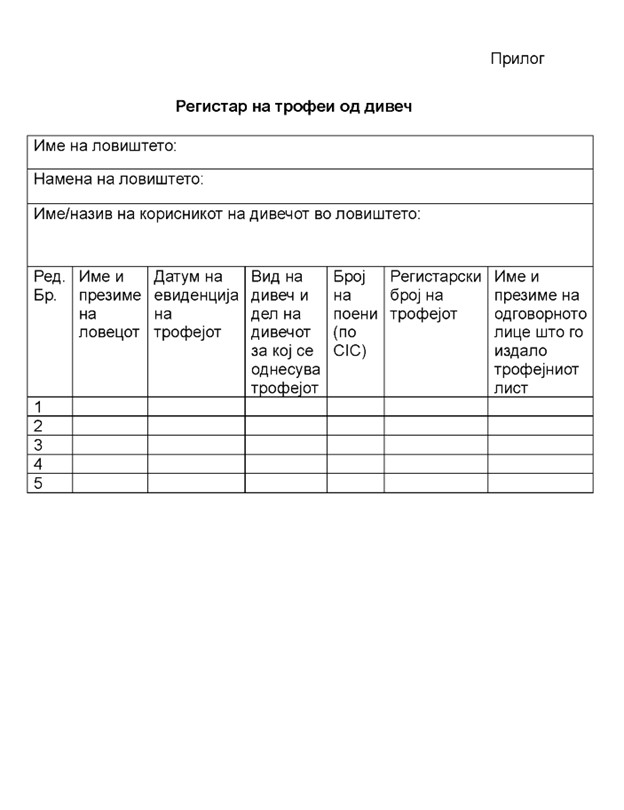 Прилог
Регистар на трофеи од дивеч
Име на ловиштето:
Намена на ловиштето:
Име/назив на корисникот на дивечот во ловиштето:
Ред.
Бр.
Име и
презиме
на
ловецот
Датум на
евиденција
на
трофејот
Вид на
дивеч и
дел на
дивечот
за кој се
однесува
трофејот
Број
на
поени
(по
CIC)
Регистарски
број на
трофејот
Име и
презиме на
одговорното
лице што го
издало
трофејниот
лист
1
2
3
4
5